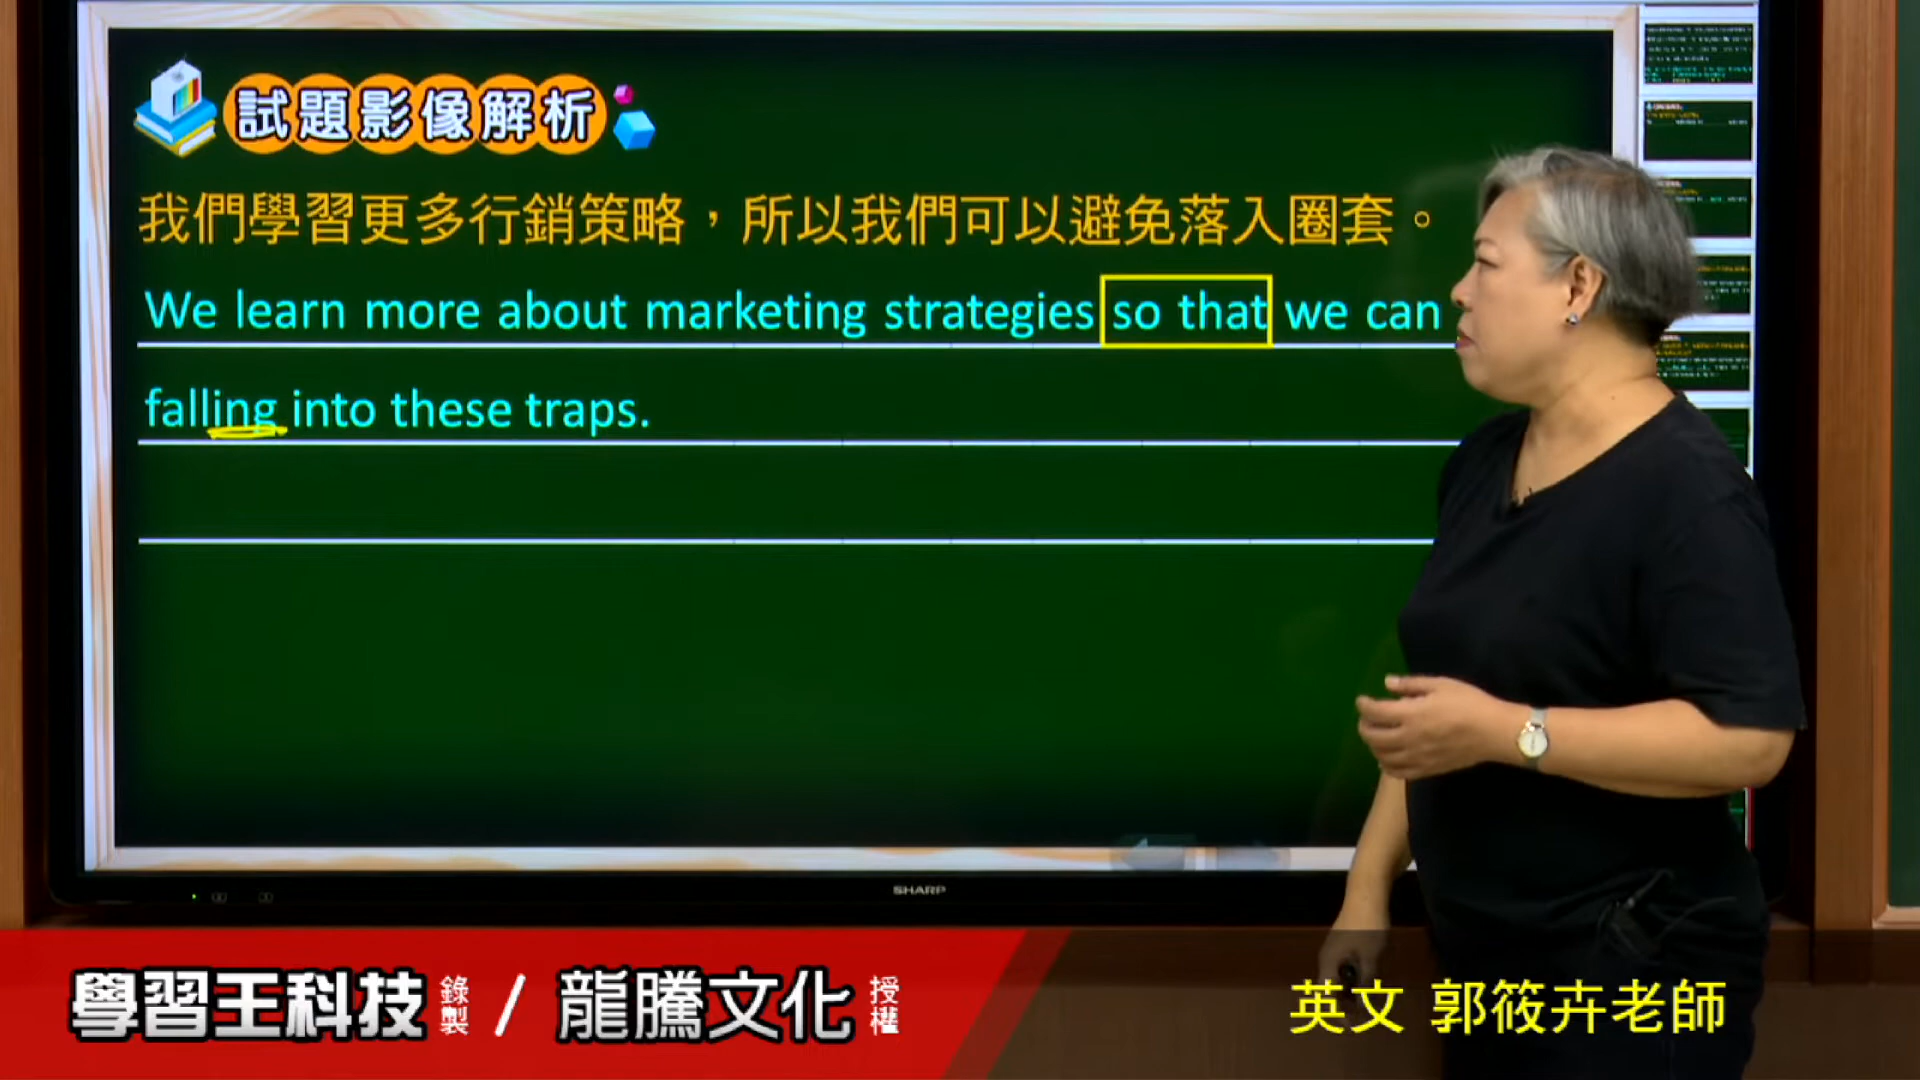 試題影像解析
我們學習更多行銷策略，所以我們可以避免落入圈套。
We learn more about marketing strategies so that we can
falling into these traps.
SHARP
學習王科技 錄製 / 龍騰文化 授權
英文 郭筱卉老師